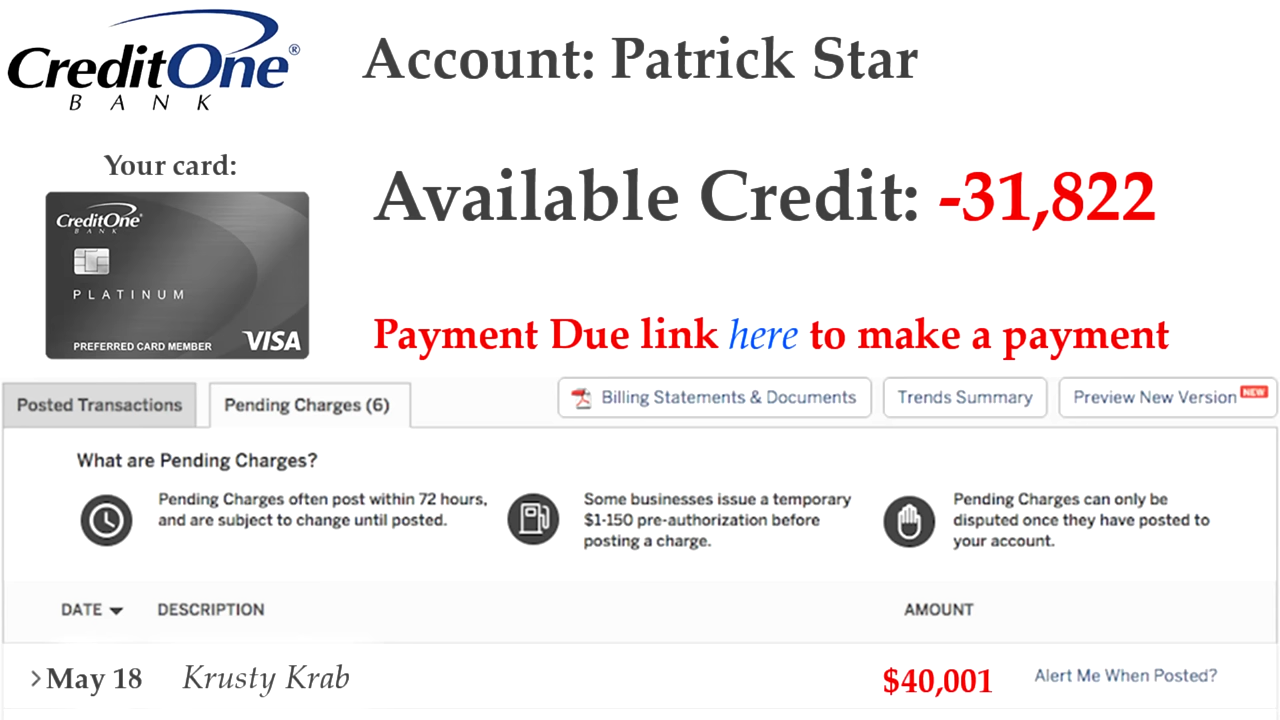 CreditOne®
BANK
Account: Patrick Star
Your card:
CreditOne
BANK
PLATINUM
PREFERRED CARD MEMBER VISA
Available Credit: -31,822
Payment Due link here to make a payment
Posted Transactions
Pending Charges (6)
Billing Statements & Documents
Trends Summary
Preview New Version NEW
What are Pending Charges?
Pending Charges often post within 72 hours,
and are subject to change until posted.
Some businesses issue a temporary
$1-150 pre-authorization before
posting a charge.
Pending Charges can only be
disputed once they have posted to
your account.
DATE DESCRIPTION AMOUNT
May 18 Krusty Krab $40,001 Alert Me When Posted?